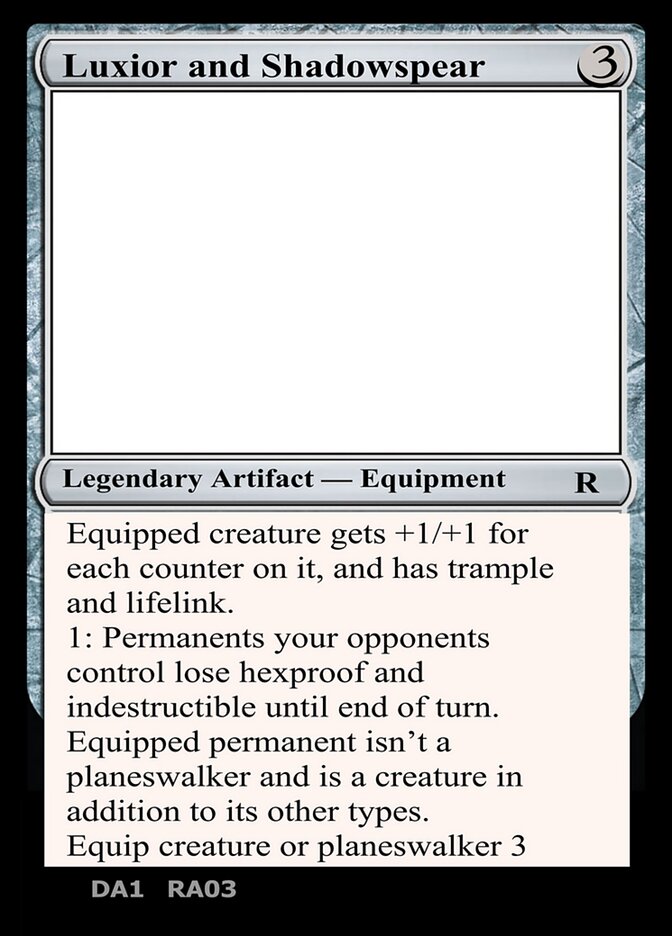 Luxior and Shadowspear
3
Legendary Artifact — Equipment
R
Equipped creature gets +1/+1 for
each counter on it, and has trample
and lifelink.
1: Permanents your opponents
control lose hexproof and
indestructible until end of turn.
Equipped permanent isn’t a
planeswalker and is a creature in
addition to its other types.
Equip creature or planeswalker 3
DA1 RA03